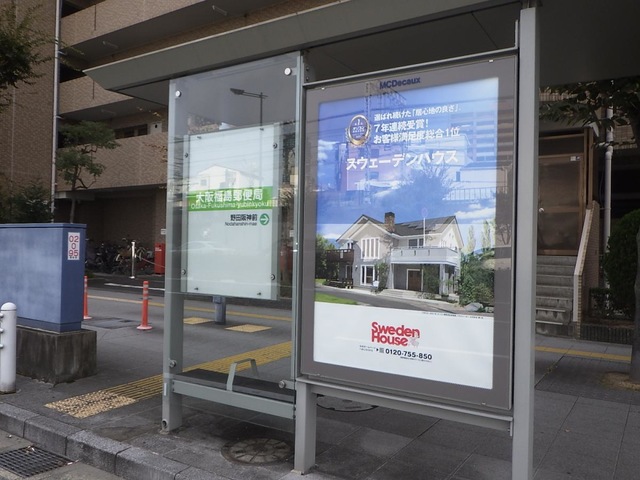 MCDecaux
選ばれ続けた「居心地の良さ」
7年連続受賞!
お客様満足度総合1位
スウェーデンハウス
Sweden
House
0120-755-850
大阪福島郵便局
Osaka-Fukushima-yubinkyoku
野田阪神前
Nodahanshin-mae